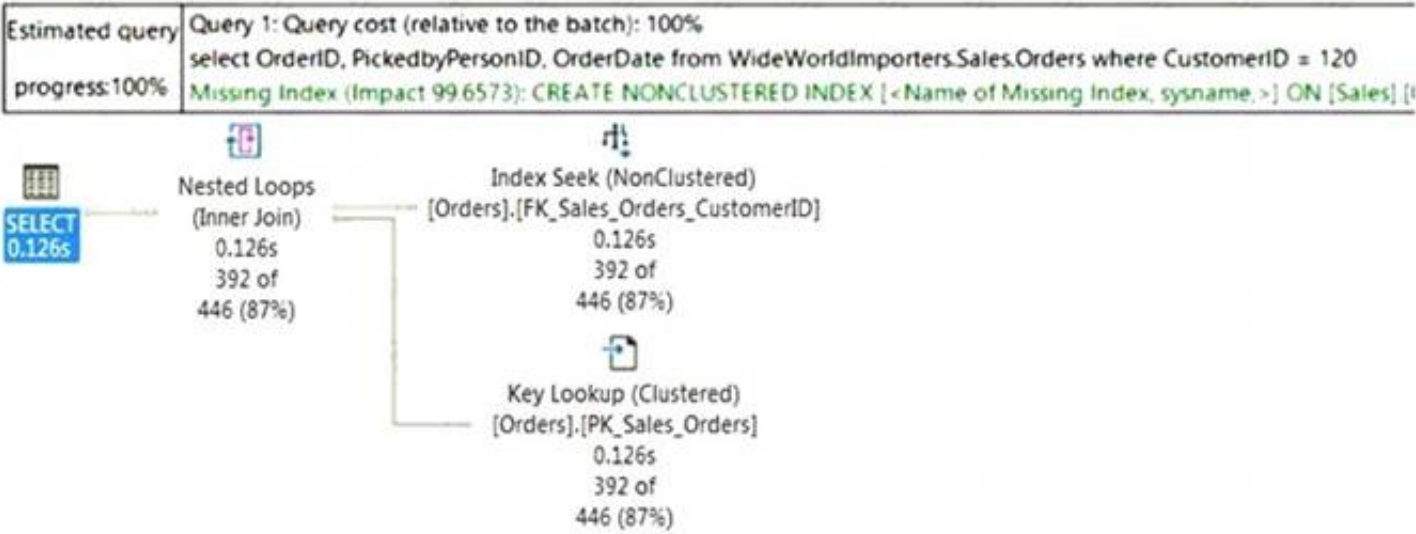 Estimated query
progress:100%
Query 1: Query cost (relative to the batch): 100%
select OrderID, PickedbyPersonID, OrderDate from WideWorldImporters.Sales.Orders where CustomerID = 120
Missing Index (Impact 99.6573): CREATE NONCLUSTERED INDEX [<Name of Missing Index, sysname,>] ON [Sales].[
SELECT
0.126s
Nested Loops
(Inner Join)
0.126s
392 of
446 (87%)
Index Seek (NonClustered)
[Orders].[FK_Sales_Orders_CustomerID]
0.126s
392 of
446 (87%)
Key Lookup (Clustered)
[Orders].[PK_Sales_Orders]
0.126s
392 of
446 (87%)